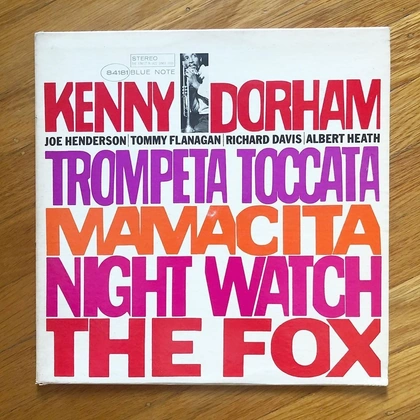 STEREO
84181 BLUE NOTE
KENNY DORHAM
JOE HENDERSON | TOMMY FLANAGAN | RICHARD DAVIS | ALBERT HEATH
TROMPETA TOCCATA
MAMACITA
NIGHT WATCH
THE FOX